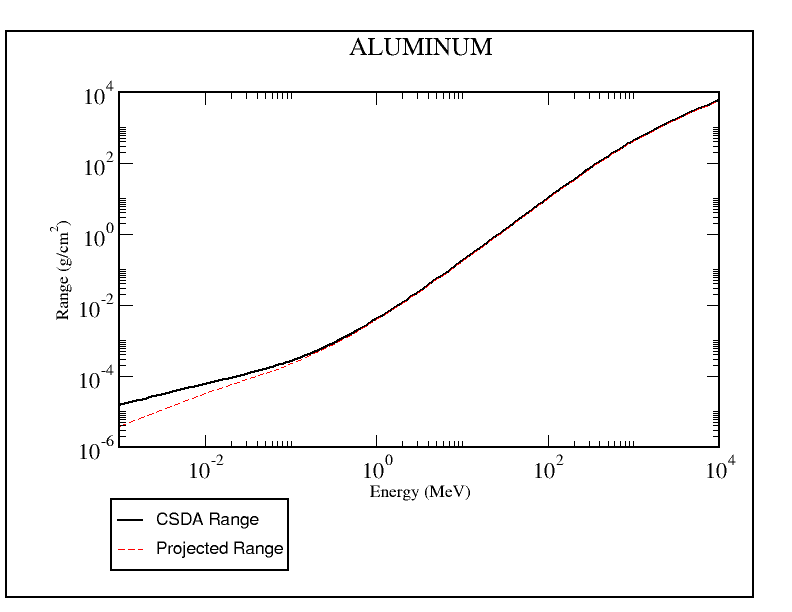 ALUMINUM
10^4
10^2
10^0
10^-2
10^-4
10^-6
Range (g/cm^2)
10^-2
10^0
10^2
10^4
Energy (MeV)
CSDA Range
Projected Range